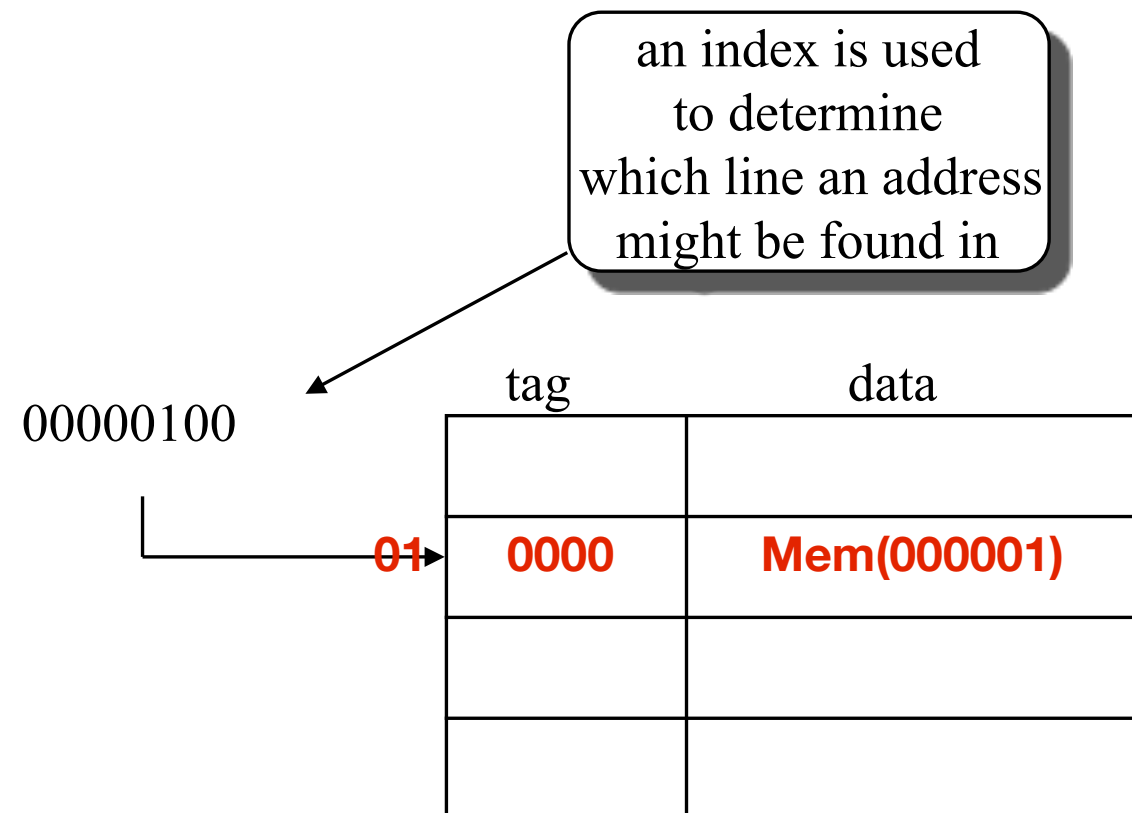 an index is used
to determine
which line an address
might be found in
tag data
00000100
01 0000 Mem(000001)